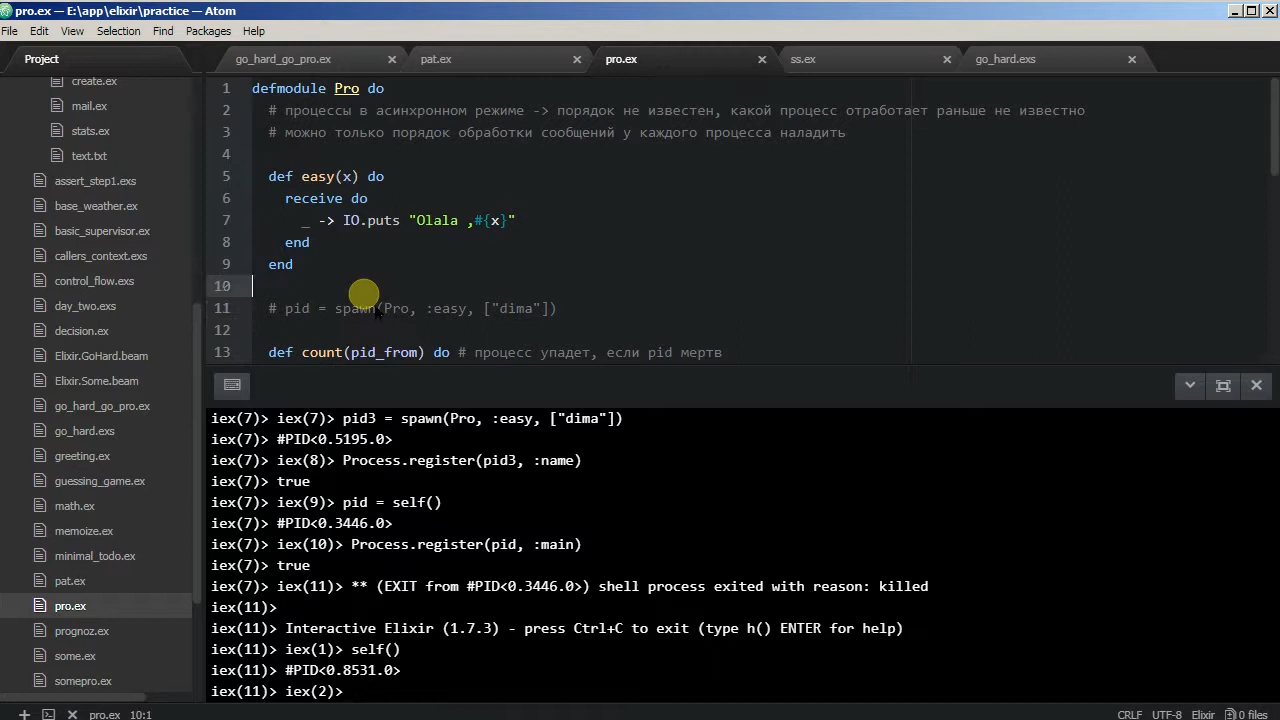 pro.ex — E:\app\elixir\practice — Atom
File Edit View Selection Find Packages Help
Project
go_hard_go_pro.ex
pat.ex
pro.ex
ss.ex
go_hard.exs
create.ex
mail.ex
stats.ex
text.txt
assert_step1.exs
base_weather.ex
basic_supervisor.ex
callers_context.exs
control_flow.exs
day_two.exs
decision.ex
Elixir.GoHard.beam
Elixir.Some.beam
go_hard_go_pro.ex
go_hard.exs
greeting.ex
guessing_game.ex
math.ex
memoize.ex
minimal_todo.ex
pat.ex
pro.ex
prognoz.ex
some.ex
somepro.ex
1 defmodule Pro do
2 # процессы в асинхронном режиме -> порядок не известен, какой процесс отработает раньше не известно
3 # можно только порядок обработки сообщений у каждого процесса наладить
4
5 def easy(x) do
6 receive do
7 _ -> IO.puts "Olala ,#{x}"
8 end
9 end
10
11 # pid = spawn(Pro, :easy, ["dima"])
12
13 def count(pid_from) do # процесс упадет, если pid мертв
iex(7)> iex(7)> pid3 = spawn(Pro, :easy, ["dima"])
iex(7)> #PID<0.5195.0>
iex(7)> iex(8)> Process.register(pid3, :name)
iex(7)> true
iex(7)> iex(9)> pid = self()
iex(7)> #PID<0.3446.0>
iex(7)> iex(10)> Process.register(pid, :main)
iex(7)> true
iex(7)> iex(11)> ** (EXIT from #PID<0.3446.0>) shell process exited with reason: killed
iex(11)>
iex(11)> Interactive Elixir (1.7.3) - press Ctrl+C to exit (type h() ENTER for help)
iex(11)> iex(1)> self()
iex(11)> #PID<0.8531.0>
iex(11)> iex(2)>
pro.ex 10:1
CRLF UTF-8 Elixir 0 files